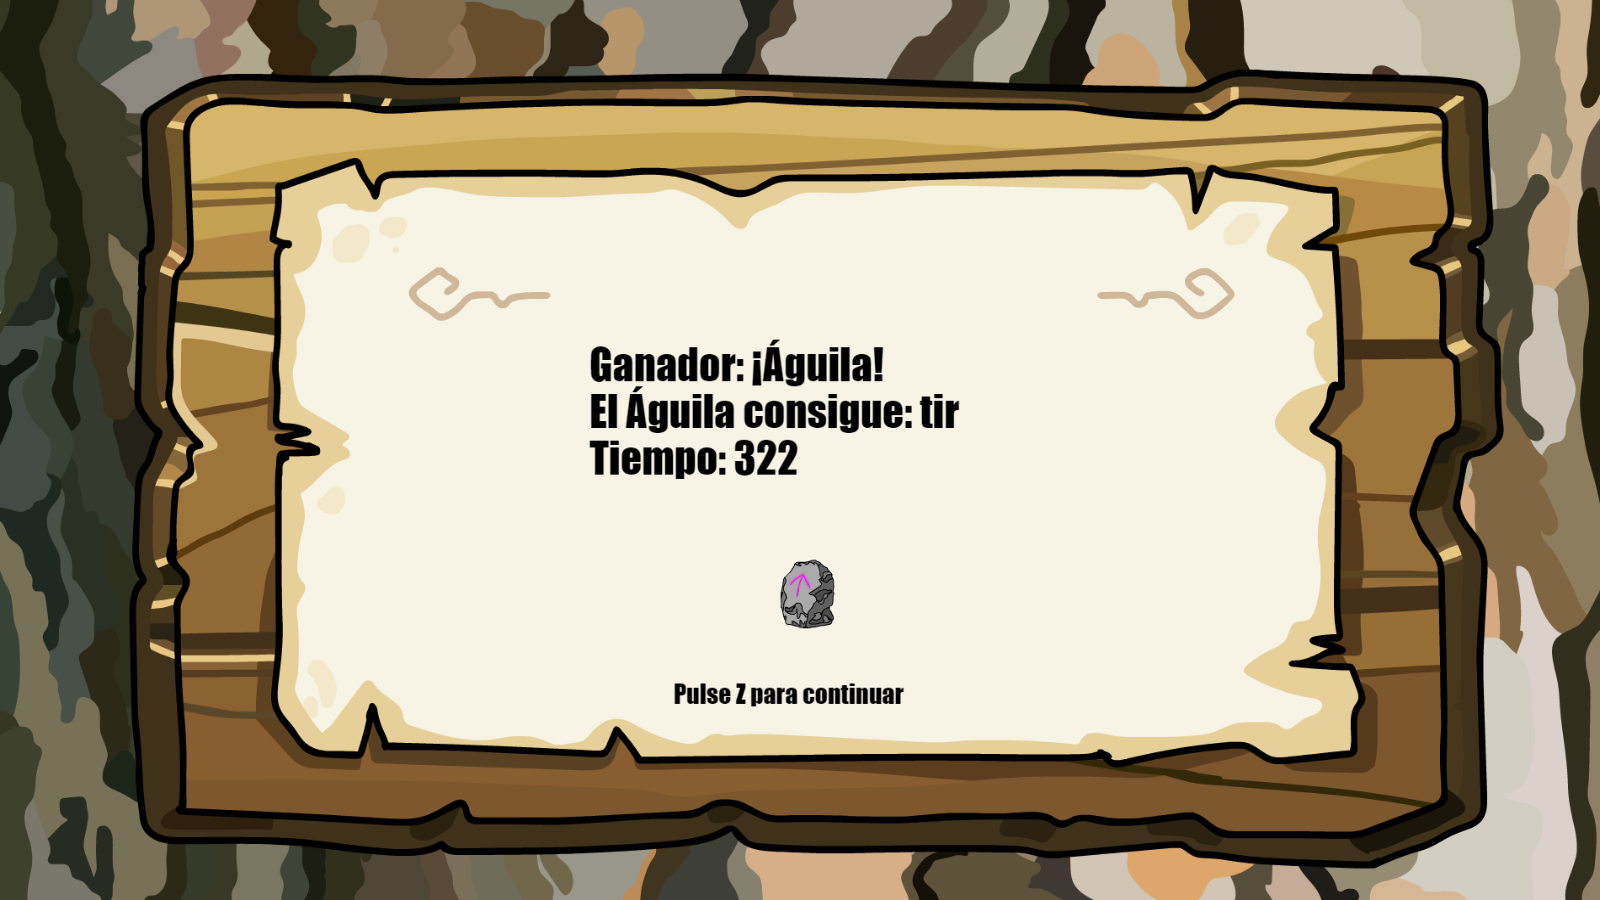 Ganador: ¡Águila!
El Águila consigue: tir
Tiempo: 322
Pulse Z para continuar